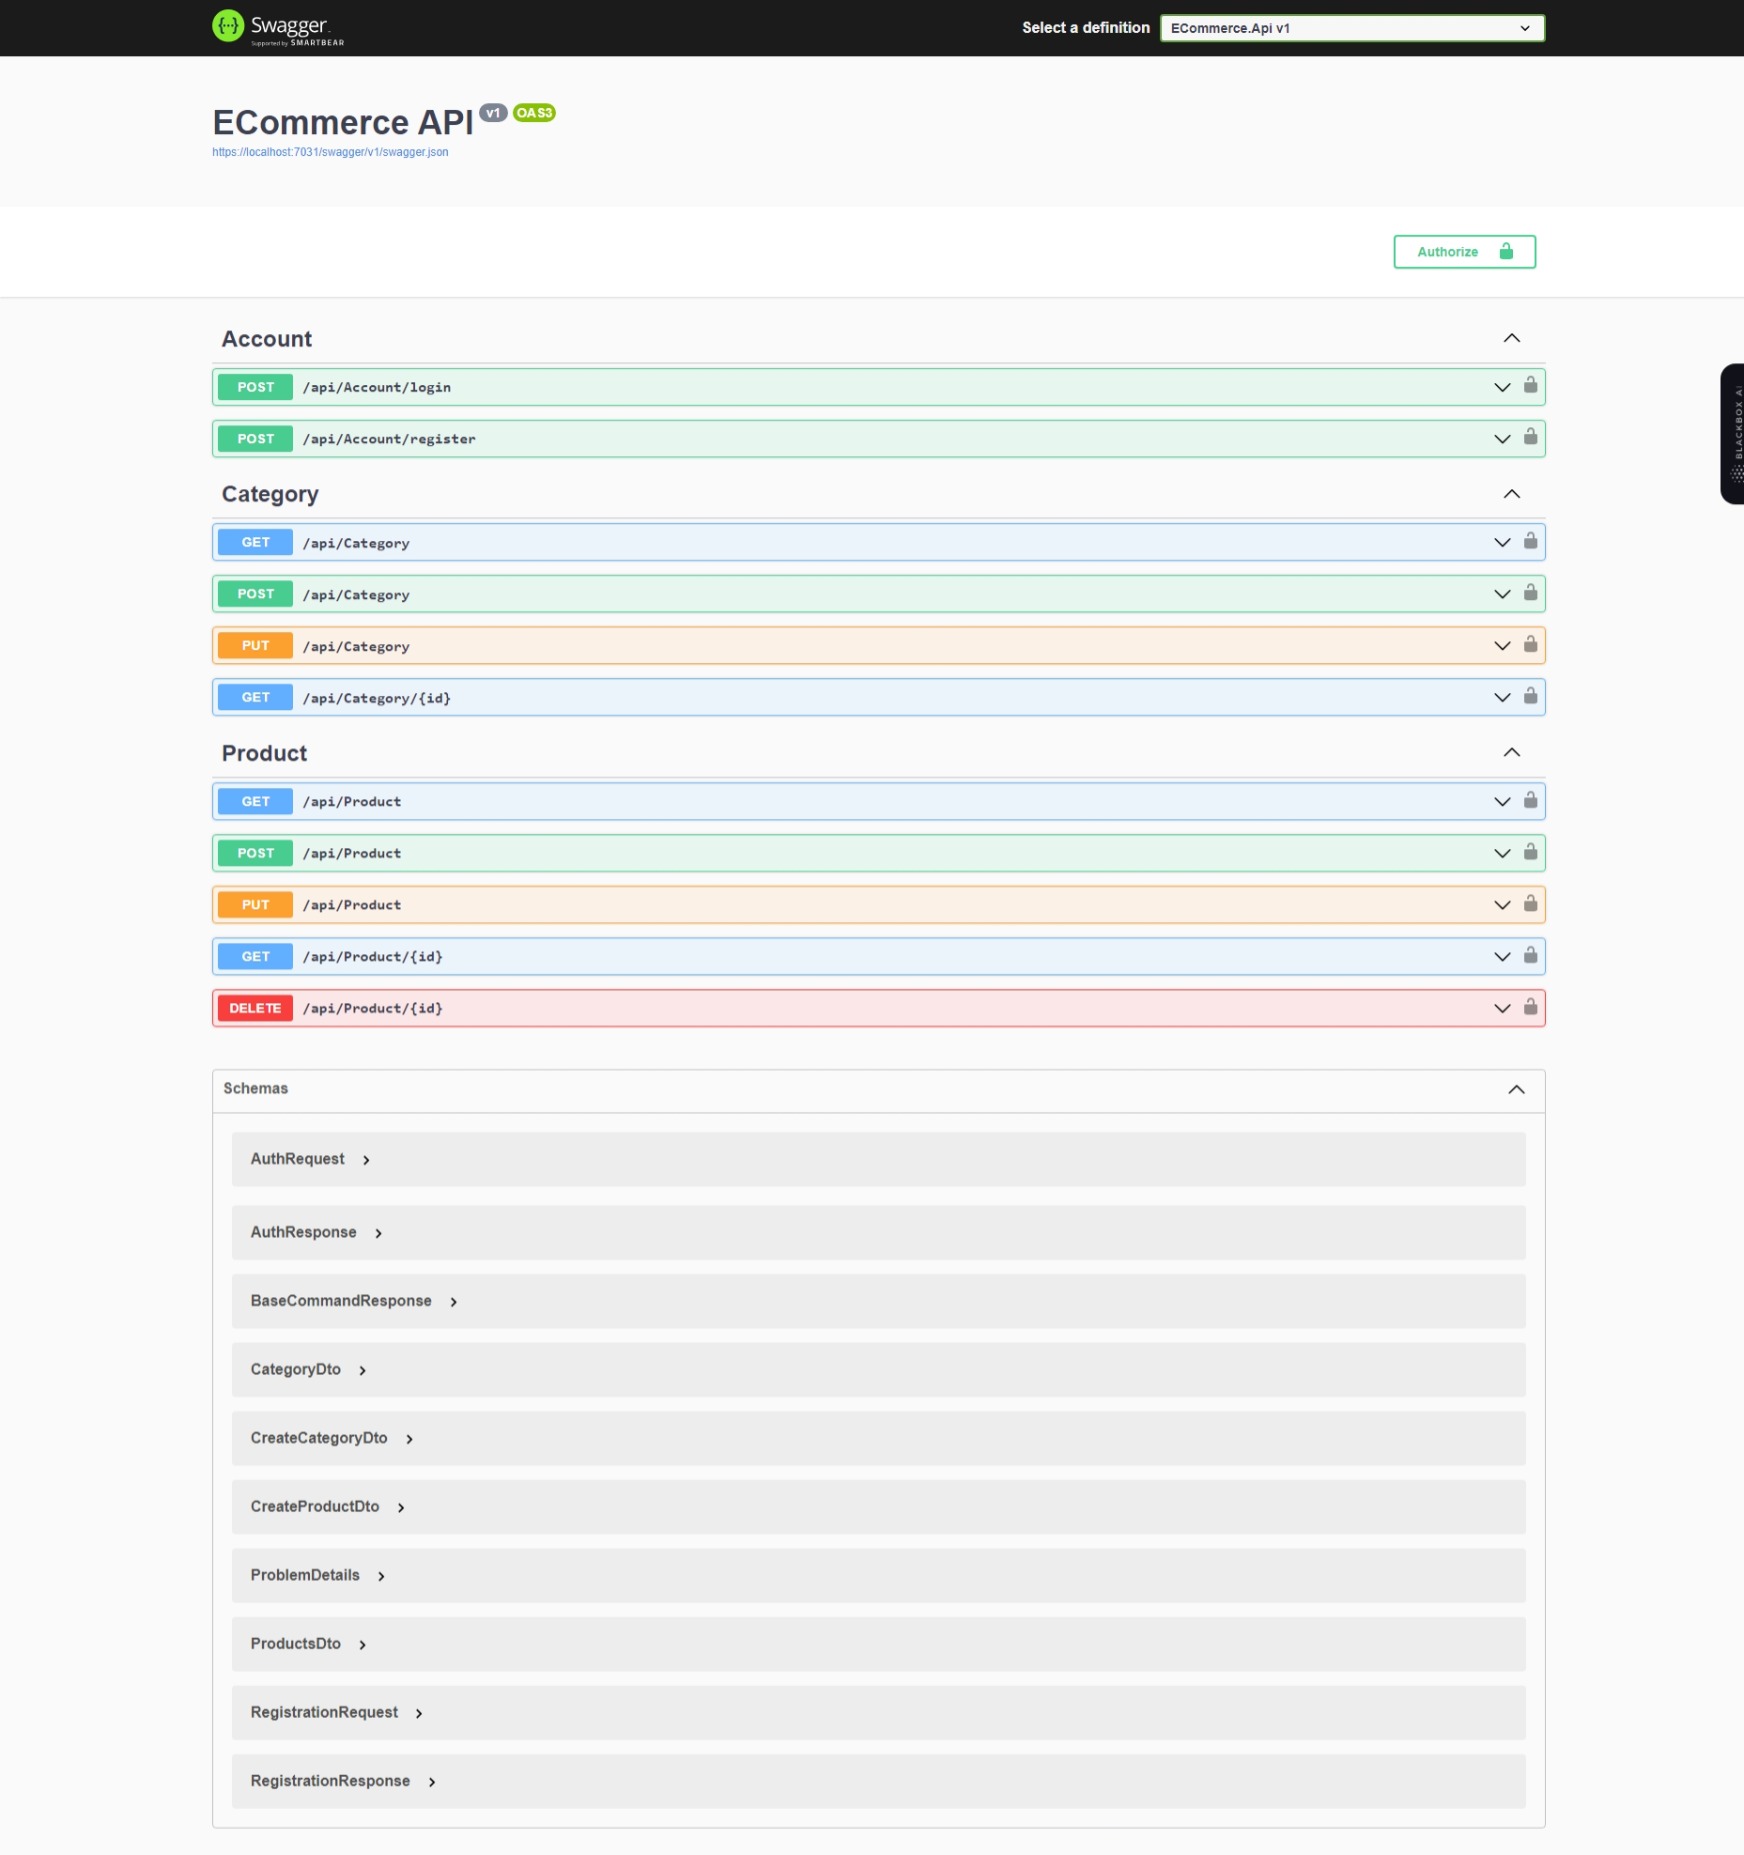 Swagger
Supported by SMARTBEAR
Select a definition
ECommerce.Api v1
ECommerce API v1 OAS3
https://localhost:7031/swagger/v1/swagger.json
Authorize
Account
POST /api/Account/login
POST /api/Account/register
BLACKBOX AI
Category
GET /api/Category
POST /api/Category
PUT /api/Category
GET /api/Category/{id}
Product
GET /api/Product
POST /api/Product
PUT /api/Product
GET /api/Product/{id}
DELETE /api/Product/{id}
Schemas
AuthRequest
AuthResponse
BaseCommandResponse
CategoryDto
CreateCategoryDto
CreateProductDto
ProblemDetails
ProductsDto
RegistrationRequest
RegistrationResponse